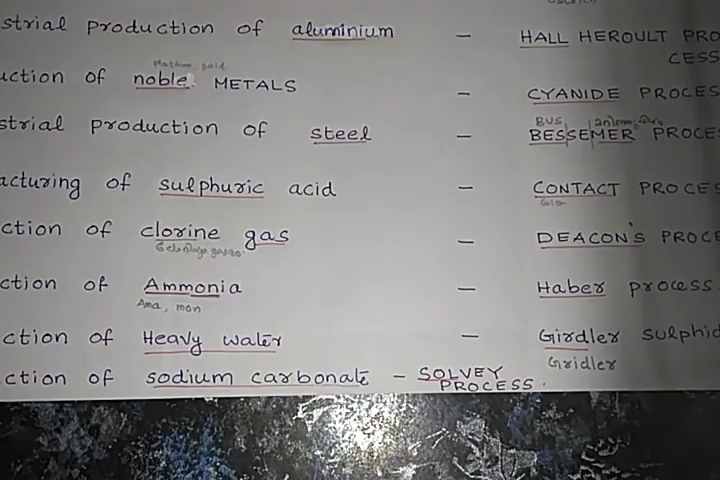 strial production of aluminium - HALL HEROULT PRO
CESS
uction of noble METALS - CYANIDE PROCES
strial production of steel - BESSEMER PROCE
BUS
acturing of sulphuric acid - CONTACT PROCES
ction of clorine gas - DEACON'S PROCE
ction of Ammonia - Haber process
Ama, mon
ction of Heavy water - Girdler sulphid
Gridler
ction of sodium carbonate - SOLVEY
PROCESS.